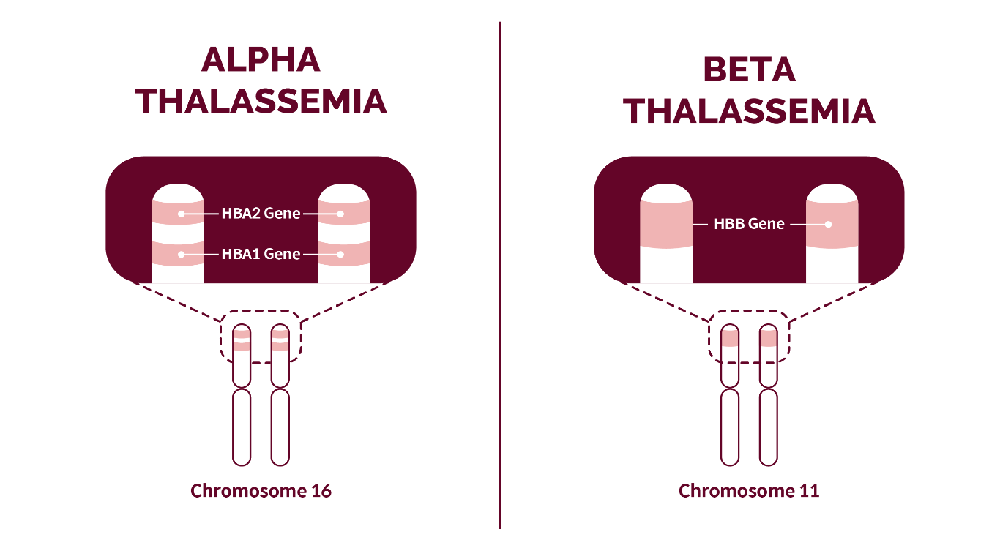 ALPHA
THALASSEMIA
HBA2 Gene
HBA1 Gene
Chromosome 16
BETA
THALASSEMIA
HBB Gene
Chromosome 11